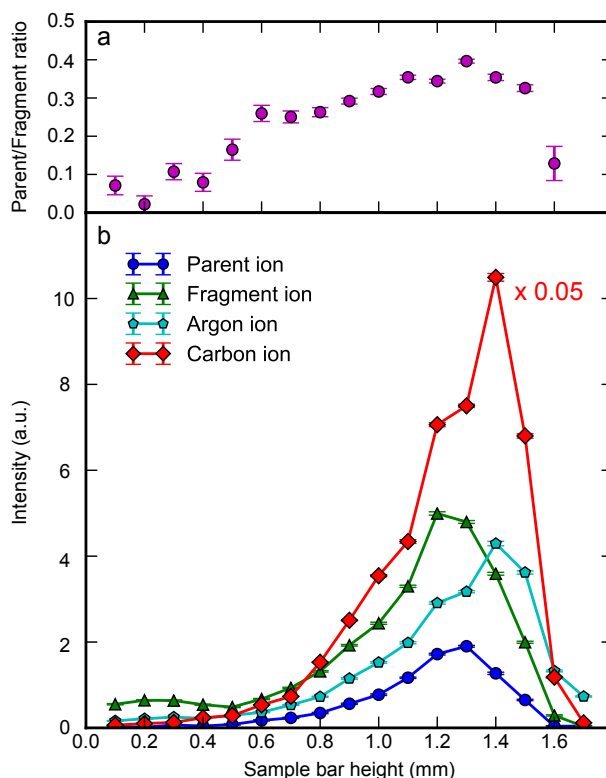 a
0.5
0.4
0.3
0.2
0.1
0.0
Parent/Fragment ratio
b
Parent ion
Fragment ion
Argon ion
Carbon ion
x 0.05
10
8
6
4
2
0
Intensity (a.u.)
0.0 0.2 0.4 0.6 0.8 1.0 1.2 1.4 1.6
Sample bar height (mm)